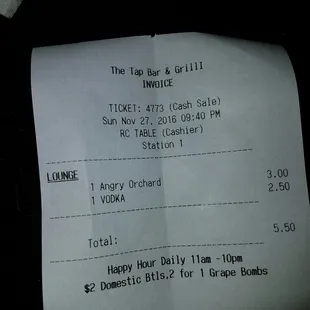 The Tap Bar & Grilll
INVOICE
TICKET: 4773 (Cash Sale)
Sun Nov 27, 2016 09:40 PM
RC TABLE (Cashier)
Station 1
LOUNGE
1 Angry Orchard 3.00
1 VODKA 2.50
Total: 5.50
Happy Hour Daily 11am -10pm
$2 Domestic Btls.2 for 1 Grape Bombs